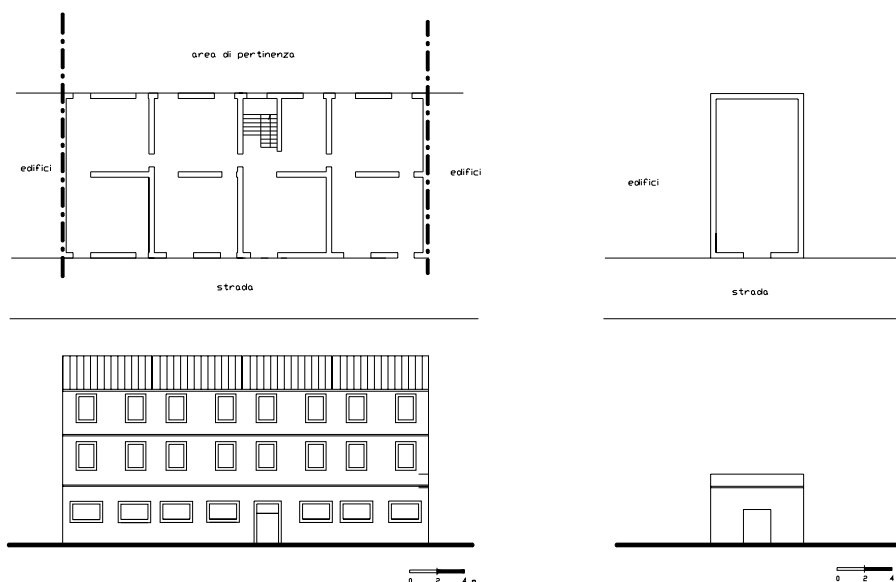 area di pertinenza
edifici
edifici
strada
edifici
strada
0 2 4 m
0 2 4